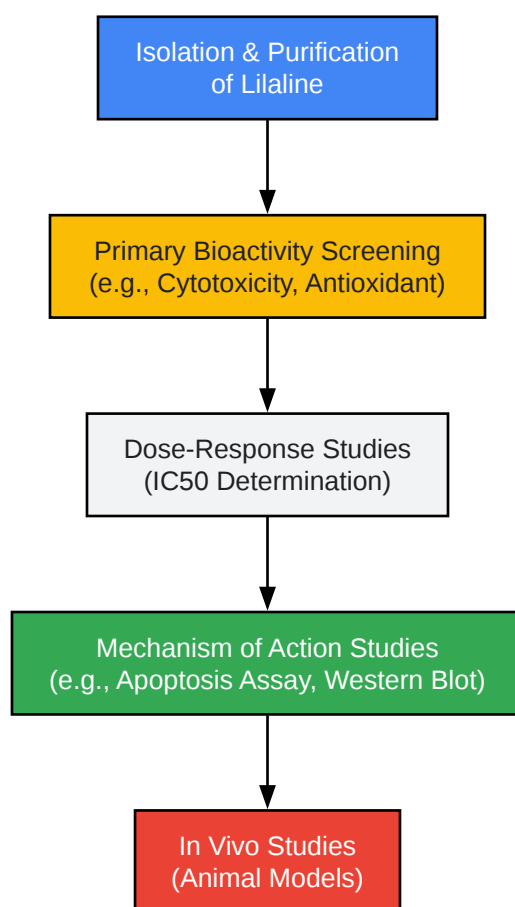 Isolation & Purification
of Lilaline
Primary Bioactivity Screening
(e.g., Cytotoxicity, Antioxidant)
Dose-Response Studies
(IC50 Determination)
Mechanism of Action Studies
(e.g., Apoptosis Assay, Western Blot)
In Vivo Studies
(Animal Models)